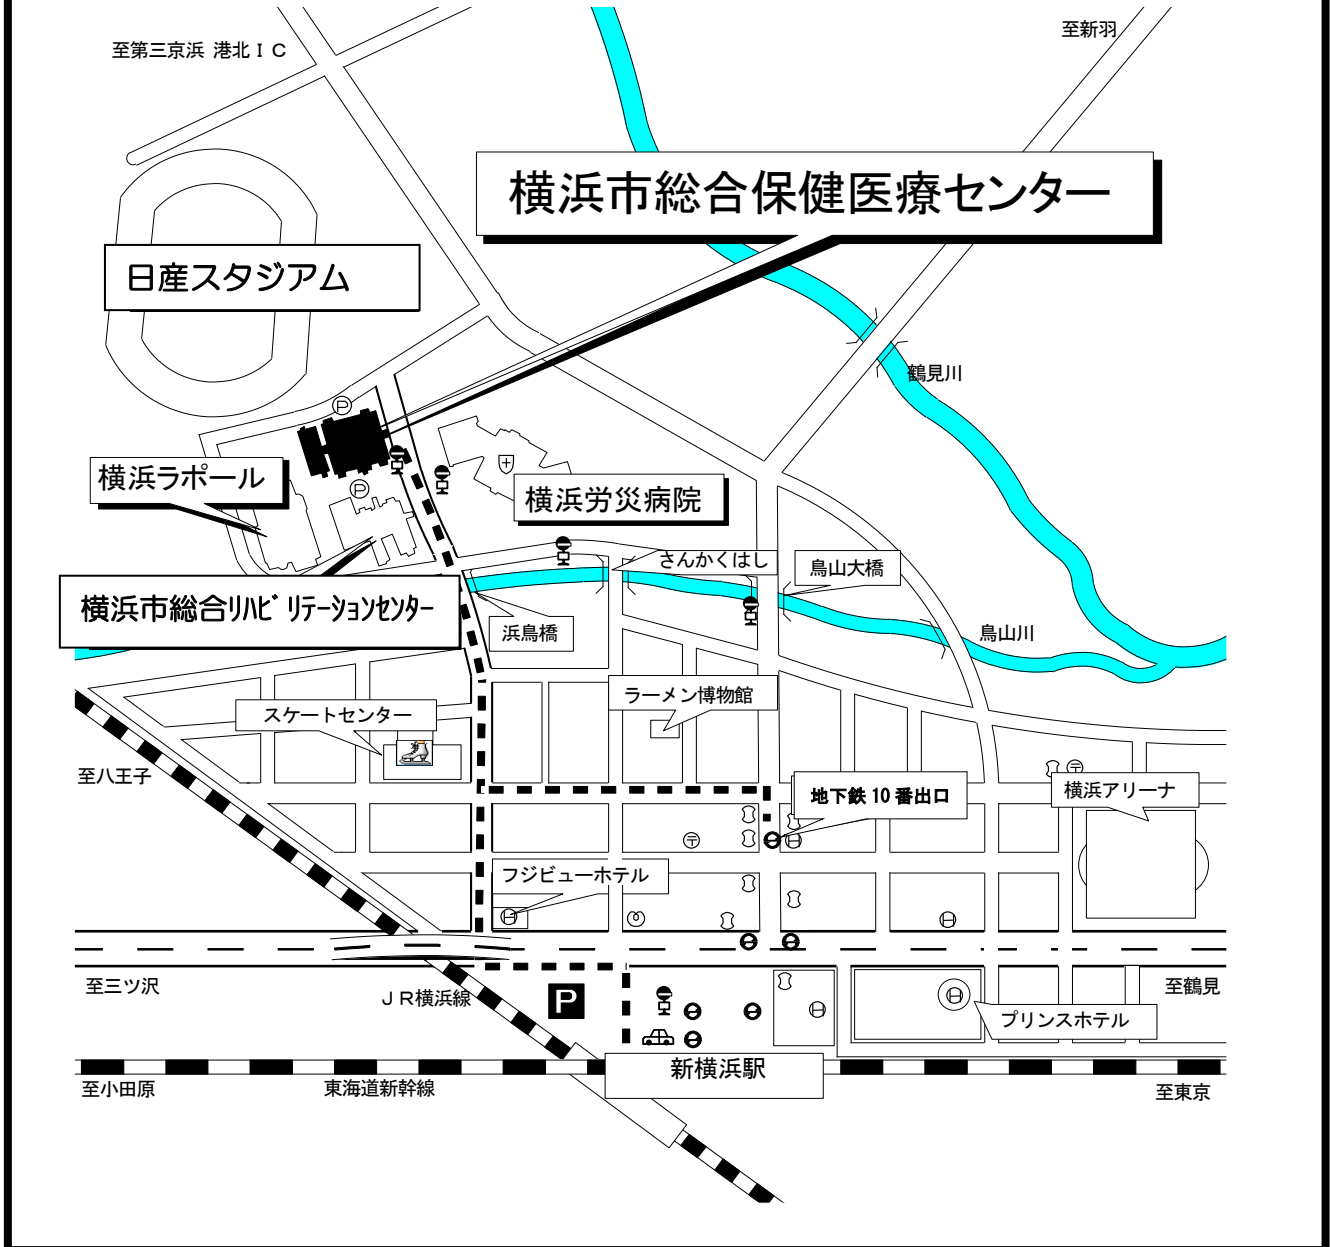 至新羽
至第三京浜 港北ＩＣ
横浜市総合保健医療センター
日産スタジアム
鶴見川
P
横浜ラポール
横浜労災病院
P
さんかくはし
鳥山大橋
横浜市総合ﾘﾊﾋﾞﾘﾃｰｼｮﾝｾﾝﾀｰ
浜鳥橋
鳥山川
ラーメン博物館
スケートセンター
至八王子
地下鉄 10 番出口
横浜アリーナ
フジビューホテル
至三ツ沢
ＪＲ横浜線
P
至鶴見
プリンスホテル
新横浜駅
至小田原
東海道新幹線
至東京